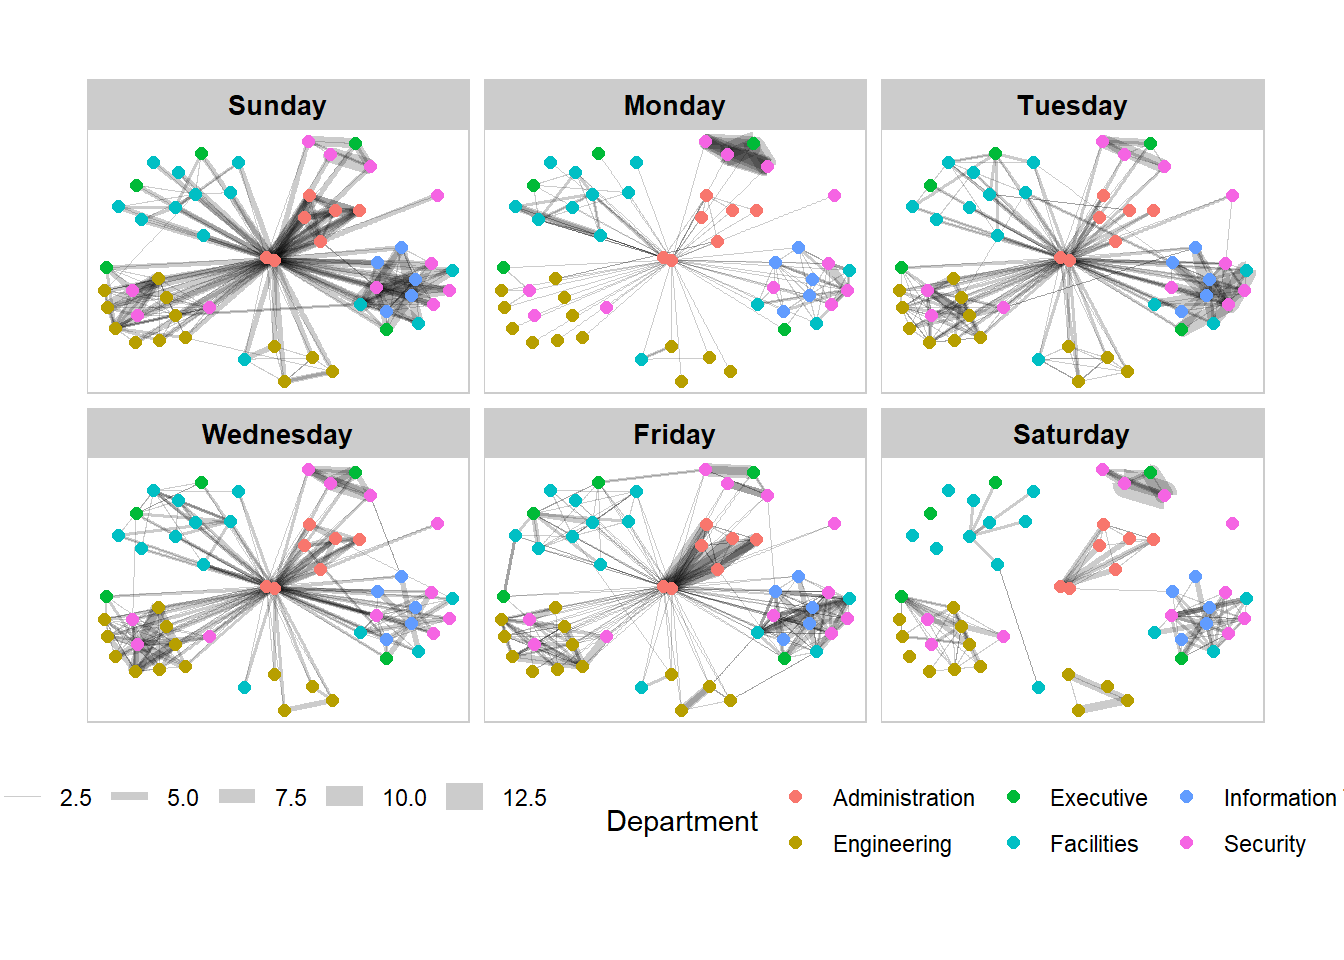 Sunday
Monday
Tuesday
Wednesday
Friday
Saturday
2.5
5.0
7.5
10.0
12.5
Department
Administration
Executive
Information
Engineering
Facilities
Security